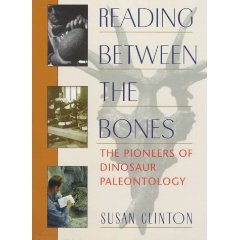 READING
BETWEEN
THE
BONES
THE PIONEERS OF
DINOSAUR
PALEONTOLOGY
SUSAN CLINTON